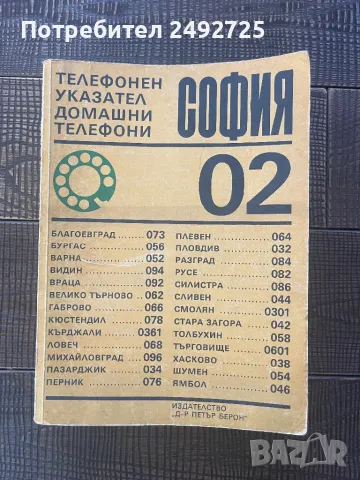 Потребител 2492725
ТЕЛЕФОНЕН
УКАЗАТЕЛ
ДОМАШНИ
ТЕЛЕФОНИ
СОФИЯ
02
БЛАГОЕВГРАД ...... 073
БУРГАС ................ 056
ВАРНА .................. 052
ВИДИН .................. 094
ВРАЦА .................. 092
ВЕЛИКО ТЪРНОВО .. 062
ГАБРОВО .............. 066
КЮСТЕНДИЛ ........ 078
КЪРДЖАЛИ ........ 0361
ЛОВЕЧ .................. 068
МИХАЙЛОВГРАД .... 096
ПАЗАРДЖИК ........ 034
ПЕРНИК ................ 076
ПЛЕВЕН ................ 064
ПЛОВДИВ .............. 032
РАЗГРАД .............. 084
РУСЕ .................... 082
СИЛИСТРА ............ 086
СЛИВЕН ................ 044
СМОЛЯН .............. 0301
СТАРА ЗАГОРА ...... 042
ТОЛБУХИН ............ 058
ТЪРГОВИЩЕ ........ 0601
ХАСКОВО .............. 038
ШУМЕН ................ 054
ЯМБОЛ ................ 046
ИЗДАТЕЛСТВО
„Д-Р ПЕТЪР БЕРОН"
BAZAR